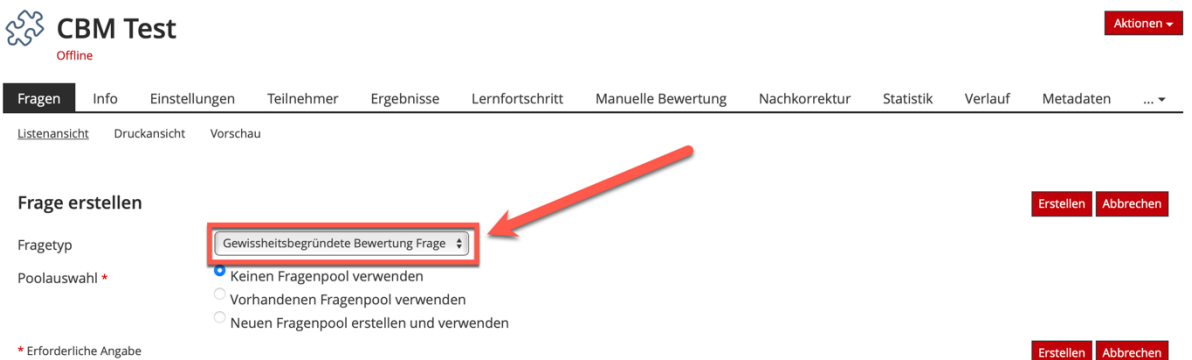 CBM Test
Aktionen
Offline
Fragen Info Einstellungen Teilnehmer Ergebnisse Lernfortschritt Manuelle Bewertung Nachkorrektur Statistik Verlauf Metadaten ...
Listenansicht Druckansicht Vorschau
Frage erstellen Erstellen Abbrechen
Fragetyp Gewissheitsbegründete Bewertung Frage
Poolauswahl * Keinen Fragenpool verwenden
Vorhandenen Fragenpool verwenden
Neuen Fragenpool erstellen und verwenden
* Erforderliche Angabe Erstellen Abbrechen